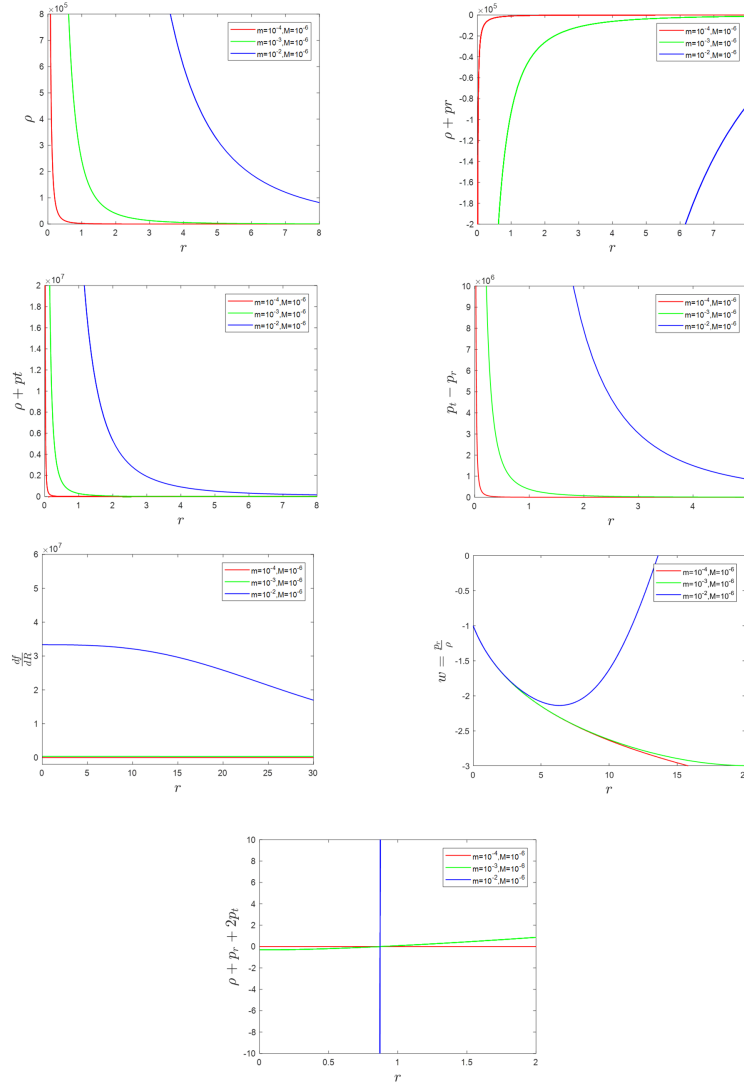 ×10⁵
8
7
6
5
4
3
2
1
0
ρ
0 1 2 3 4 5 6 7 8
r
m=10⁻⁴,M=10⁻⁶
m=10⁻³,M=10⁻⁶
m=10⁻²,M=10⁻⁶
×10⁵
0
-0.2
-0.4
-0.6
-0.8
-1
-1.2
-1.4
-1.6
-1.8
-2
ρ + pr
0 1 2 3 4 5 6 7
r
m=10⁻⁴,M=10⁻⁶
m=10⁻³,M=10⁻⁶
m=10⁻²,M=10⁻⁶
×10⁷
2
1.8
1.6
1.4
1.2
1
0.8
0.6
0.4
0.2
0
ρ + pt
0 1 2 3 4 5 6 7 8
r
m=10⁻⁴,M=10⁻⁶
m=10⁻³,M=10⁻⁶
m=10⁻²,M=10⁻⁶
×10⁶
10
9
8
7
6
5
4
3
2
1
0
pₜ − pᵣ
0 1 2 3 4
r
m=10⁻⁴,M=10⁻⁶
m=10⁻³,M=10⁻⁶
m=10⁻²,M=10⁻⁶
×10⁷
6
5
4
3
2
1
0
df/dR
0 5 10 15 20 25 30
r
m=10⁻⁴,M=10⁻⁶
m=10⁻³,M=10⁻⁶
m=10⁻²,M=10⁻⁶
0
-0.5
-1
-1.5
-2
-2.5
-3
w = pᵣ/ρ
0 5 10 15 20
r
m=10⁻⁴,M=10⁻⁶
m=10⁻³,M=10⁻⁶
m=10⁻²,M=10⁻⁶
10
8
6
4
2
0
-2
-4
-6
-8
-10
ρ + pᵣ + 2pₜ
0 0.5 1 1.5 2
r
m=10⁻⁴,M=10⁻⁶
m=10⁻³,M=10⁻⁶
m=10⁻²,M=10⁻⁶